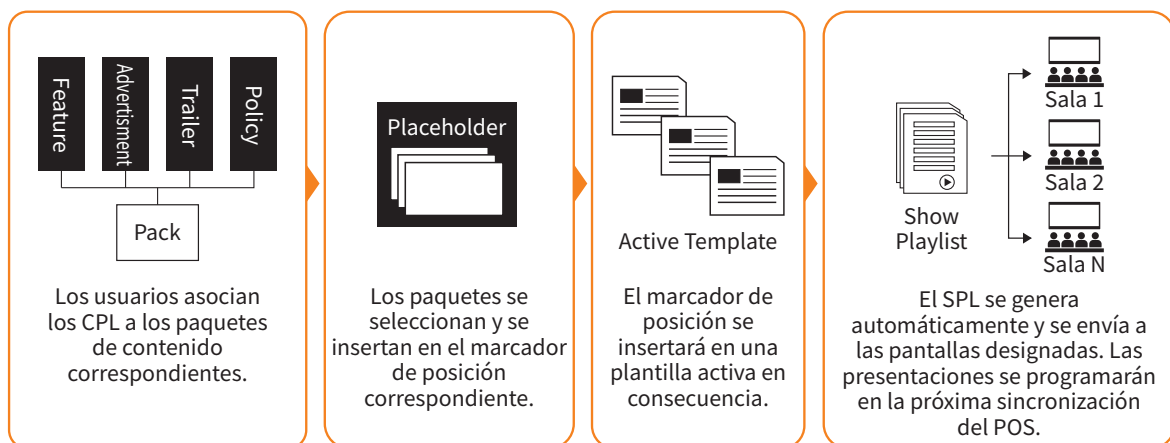 Feature
Advertisment
Trailer
Policy
Pack
Los usuarios asocian
los CPL a los paquetes
de contenido
correspondientes.
Placeholder
Los paquetes se
seleccionan y se
insertan en el marcador
de posición
correspondiente.
Active Template
El marcador de
posición se
insertará en una
plantilla activa en
consecuencia.
Show
Playlist
Sala 1
Sala 2
Sala N
El SPL se genera
automáticamente y se envía a
las pantallas designadas. Las
presentaciones se programarán
en la próxima sincronización
del POS.